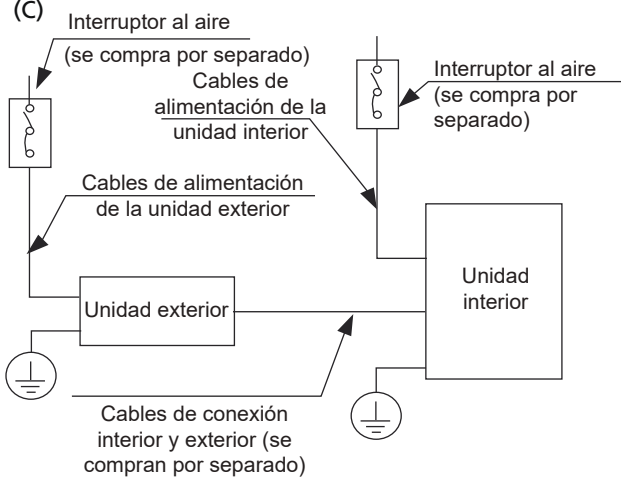 (C)
Interruptor al aire
(se compra por separado)
Cables de
alimentación de la
unidad interior
Interruptor al aire
(se compra por
separado)
Cables de alimentación
de la unidad exterior
Unidad exterior
Unidad
interior
Cables de conexión
interior y exterior (se
compran por separado)